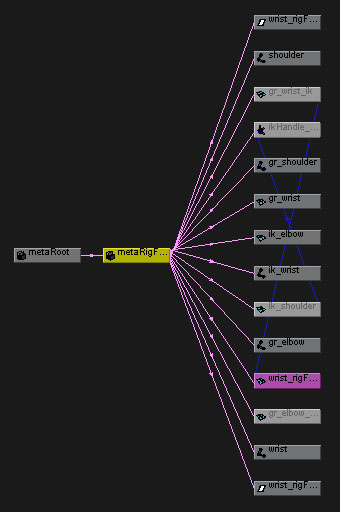 wrist_rigF...
shoulder
gr_wrist_ik
ikHandle_...
gr_shoulder
gr_wrist
ik_elbow
metaRoot
metaRigF...
ik_wrist
ik_shoulder
gr_elbow
wrist_rigF...
gr_elbow_...
wrist
wrist_rigF...